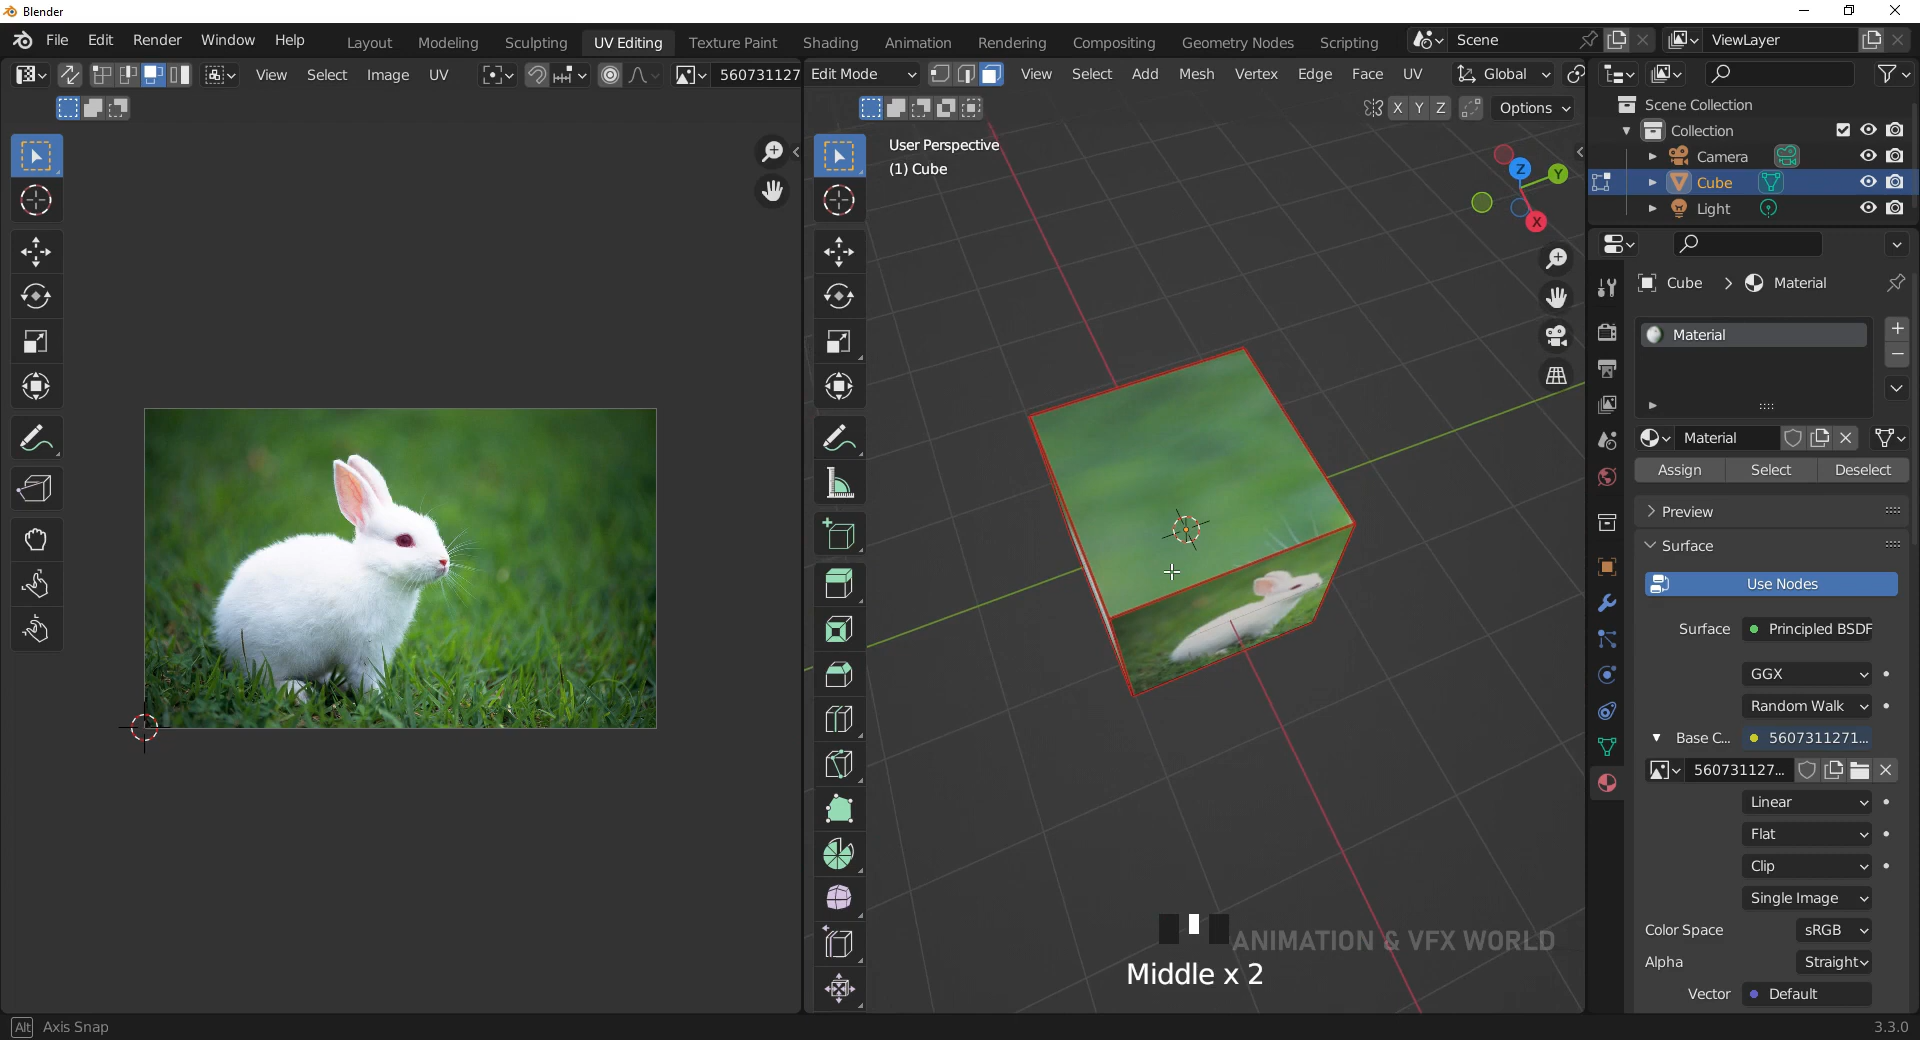 Blender
File Edit Render Window Help Layout Modeling Sculpting UV Editing Texture Paint Shading Animation Rendering Compositing Geometry Nodes Scripting Scene ViewLayer
View Select Image UV 560731127 Edit Mode View Select Add Mesh Vertex Edge Face UV Global
X Y Z Options
User Perspective
(1) Cube
Z
Y
X
Scene Collection
Collection
Camera
Cube
Light
Cube > Material
Material
Material
Assign Select Deselect
Preview
Surface
Use Nodes
Surface Principled BSDF
GGX
Random Walk
Base C... 5607311271...
560731127...
Linear
Flat
Clip
Single Image
Color Space sRGB
Alpha Straight
Vector Default
ANIMATION & VFX WORLD
Middle x 2
Alt Axis Snap
3.3.0